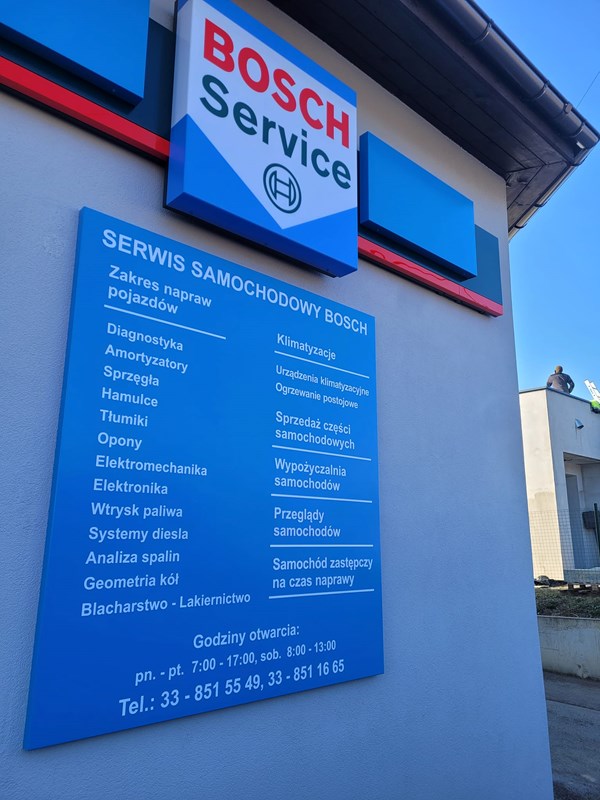 BOSCH
Service
SERWIS SAMOCHODOWY BOSCH
Zakres napraw
pojazdów
Diagnostyka
Amortyzatory
Sprzęgła
Hamulce
Tłumiki
Opony
Elektromechanika
Elektronika
Wtrysk paliwa
Systemy diesla
Analiza spalin
Geometria kół
Blacharstwo - Lakiernictwo
Klimatyzacje
Urządzenia klimatyzacyjne
Ogrzewanie postojowe
Sprzedaż części
samochodowych
Wypożyczalnia
samochodów
Przeglądy
samochodów
Samochód zastępczy
na czas naprawy
Godziny otwarcia:
pn. - pt. 7:00 - 17:00, sob. 8:00 - 13:00
Tel.: 33 - 851 55 49, 33 - 851 16 65